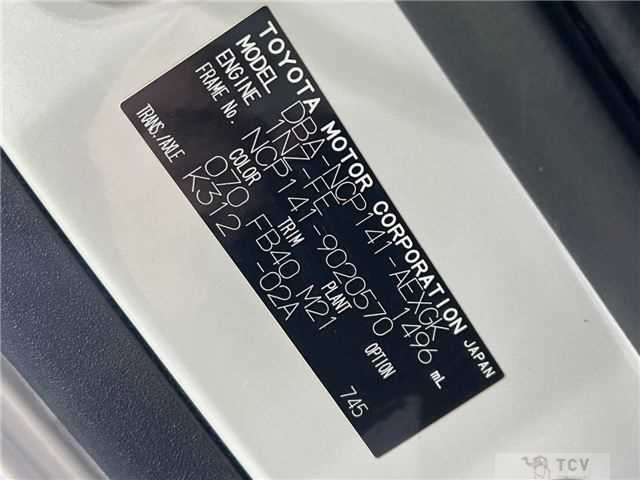 TOYOTA MOTOR CORPORATION JAPAN
MODEL DBA-NCP141-AEXGK
ENGINE 1NZ-FE 1496 mL
FRAME No. NCP141-9020570
COLOR TRIM PLANT OPTION
070 FB40 M21 745
TRANS./AXLE K312 -02A
TCV